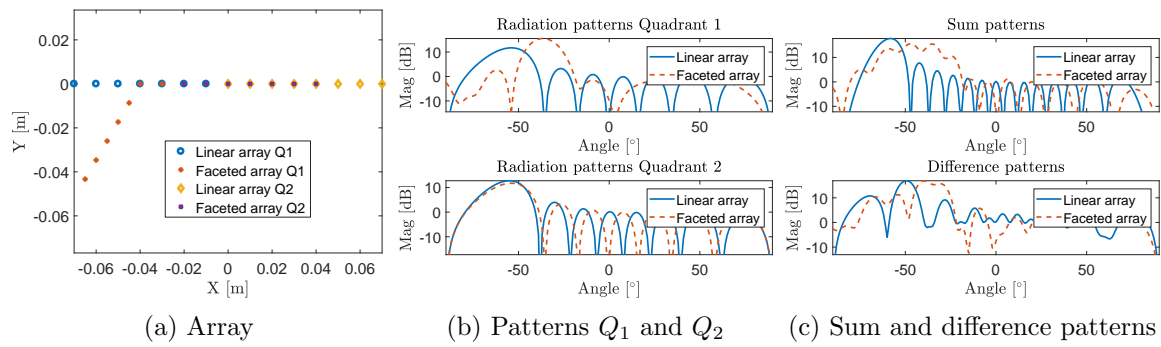 0.02
0
-0.02
-0.04
-0.06
Y [m]
-0.06 -0.04 -0.02 0 0.02 0.04 0.06
X [m]
Linear array Q1
Faceted array Q1
Linear array Q2
Faceted array Q2
(a) Array
Radiation patterns Quadrant 1
Mag [dB]
10
0
-10
-50 0 50
Angle [°]
Linear array
Faceted array
Radiation patterns Quadrant 2
Mag [dB]
10
0
-10
-50 0 50
Angle [°]
Linear array
Faceted array
(b) Patterns Q1 and Q2
Sum patterns
Mag [dB]
10
0
-10
-50 0 50
Angle [°]
Linear array
Faceted array
Difference patterns
Mag [dB]
10
0
-10
-50 0 50
Angle [°]
Linear array
Faceted array
(c) Sum and difference patterns